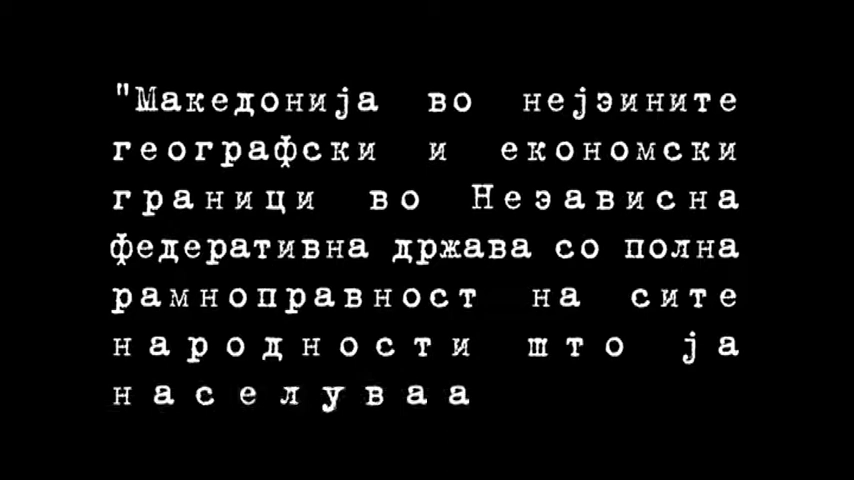 "Македонија во нејзините
географски и економски
граници во Независна
федеративна држава со полна
рамноправност на сите
народности што ја
населуваа